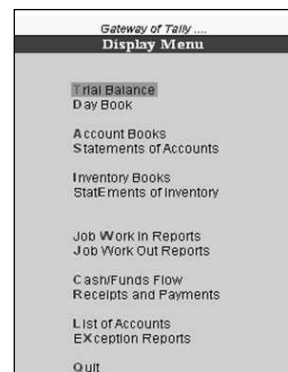 Gateway of Tally ....
Display Menu
Trial Balance
Day Book
Account Books
Statements of Accounts
Inventory Books
StatEments of Inventory
Job Work In Reports
Job Work Out Reports
Cash/Funds Flow
Receipts and Payments
List of Accounts
EXception Reports
Quit